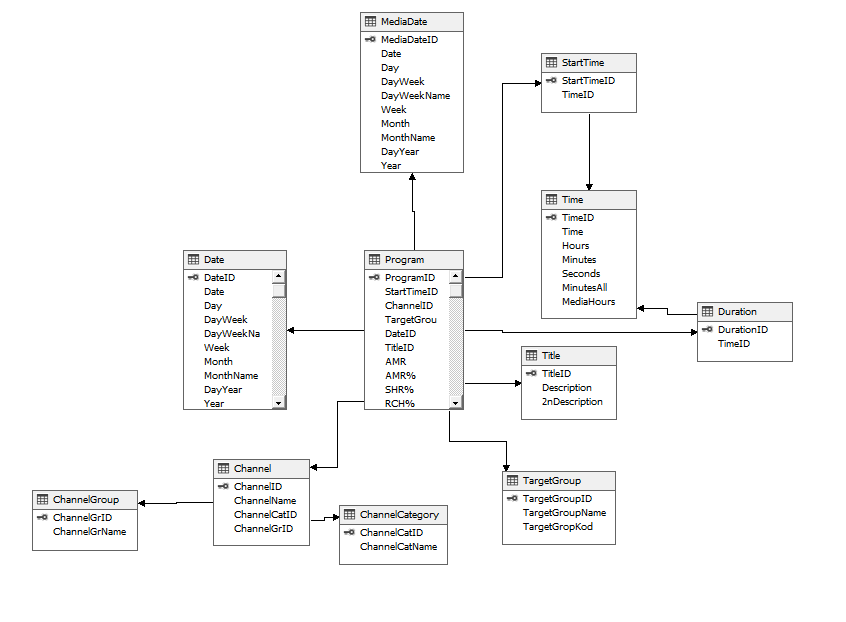 MediaDate
MediaDateID
Date
Day
DayWeek
DayWeekName
Week
Month
MonthName
DayYear
Year
StartTime
StartTimeID
TimeID
Time
TimeID
Time
Hours
Minutes
Seconds
MinutesAll
MediaHours
Date
DateID
Date
Day
DayWeek
DayWeekNa
Week
Month
MonthName
DayYear
Year
Program
ProgramID
StartTimeID
ChannelID
TargetGrou
DateID
TitleID
AMR
AMR%
SHR%
RCH%
Duration
DurationID
TimeID
Title
TitleID
Description
2nDescription
Channel
ChannelID
ChannelName
ChannelCatID
ChannelGrID
ChannelGroup
ChannelGrID
ChannelGrName
ChannelCategory
ChannelCatID
ChannelCatName
TargetGroup
TargetGroupID
TargetGroupName
TargetGropKod